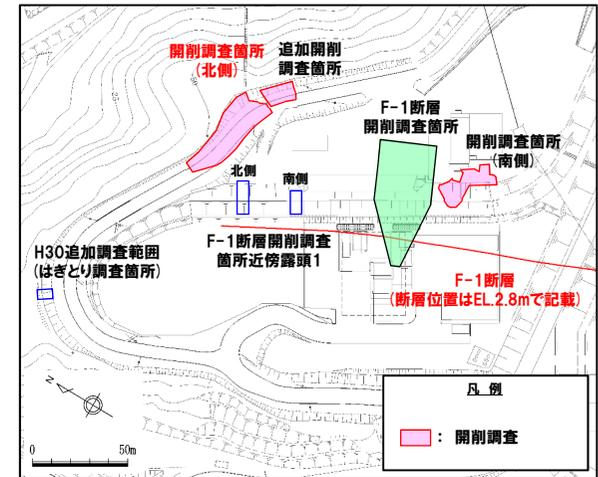 開削調査箇所
(北側)
追加開削
調査箇所
F-1断層
開削調査箇所
開削調査箇所
(南側)
北側
南側
F-1断層開削調査
箇所近傍露頭1
H30追加調査範囲
(はぎとり調査箇所)
F-1断層
(断層位置はEL.2.8mで記載)
N
0 50m
凡 例
: 開削調査